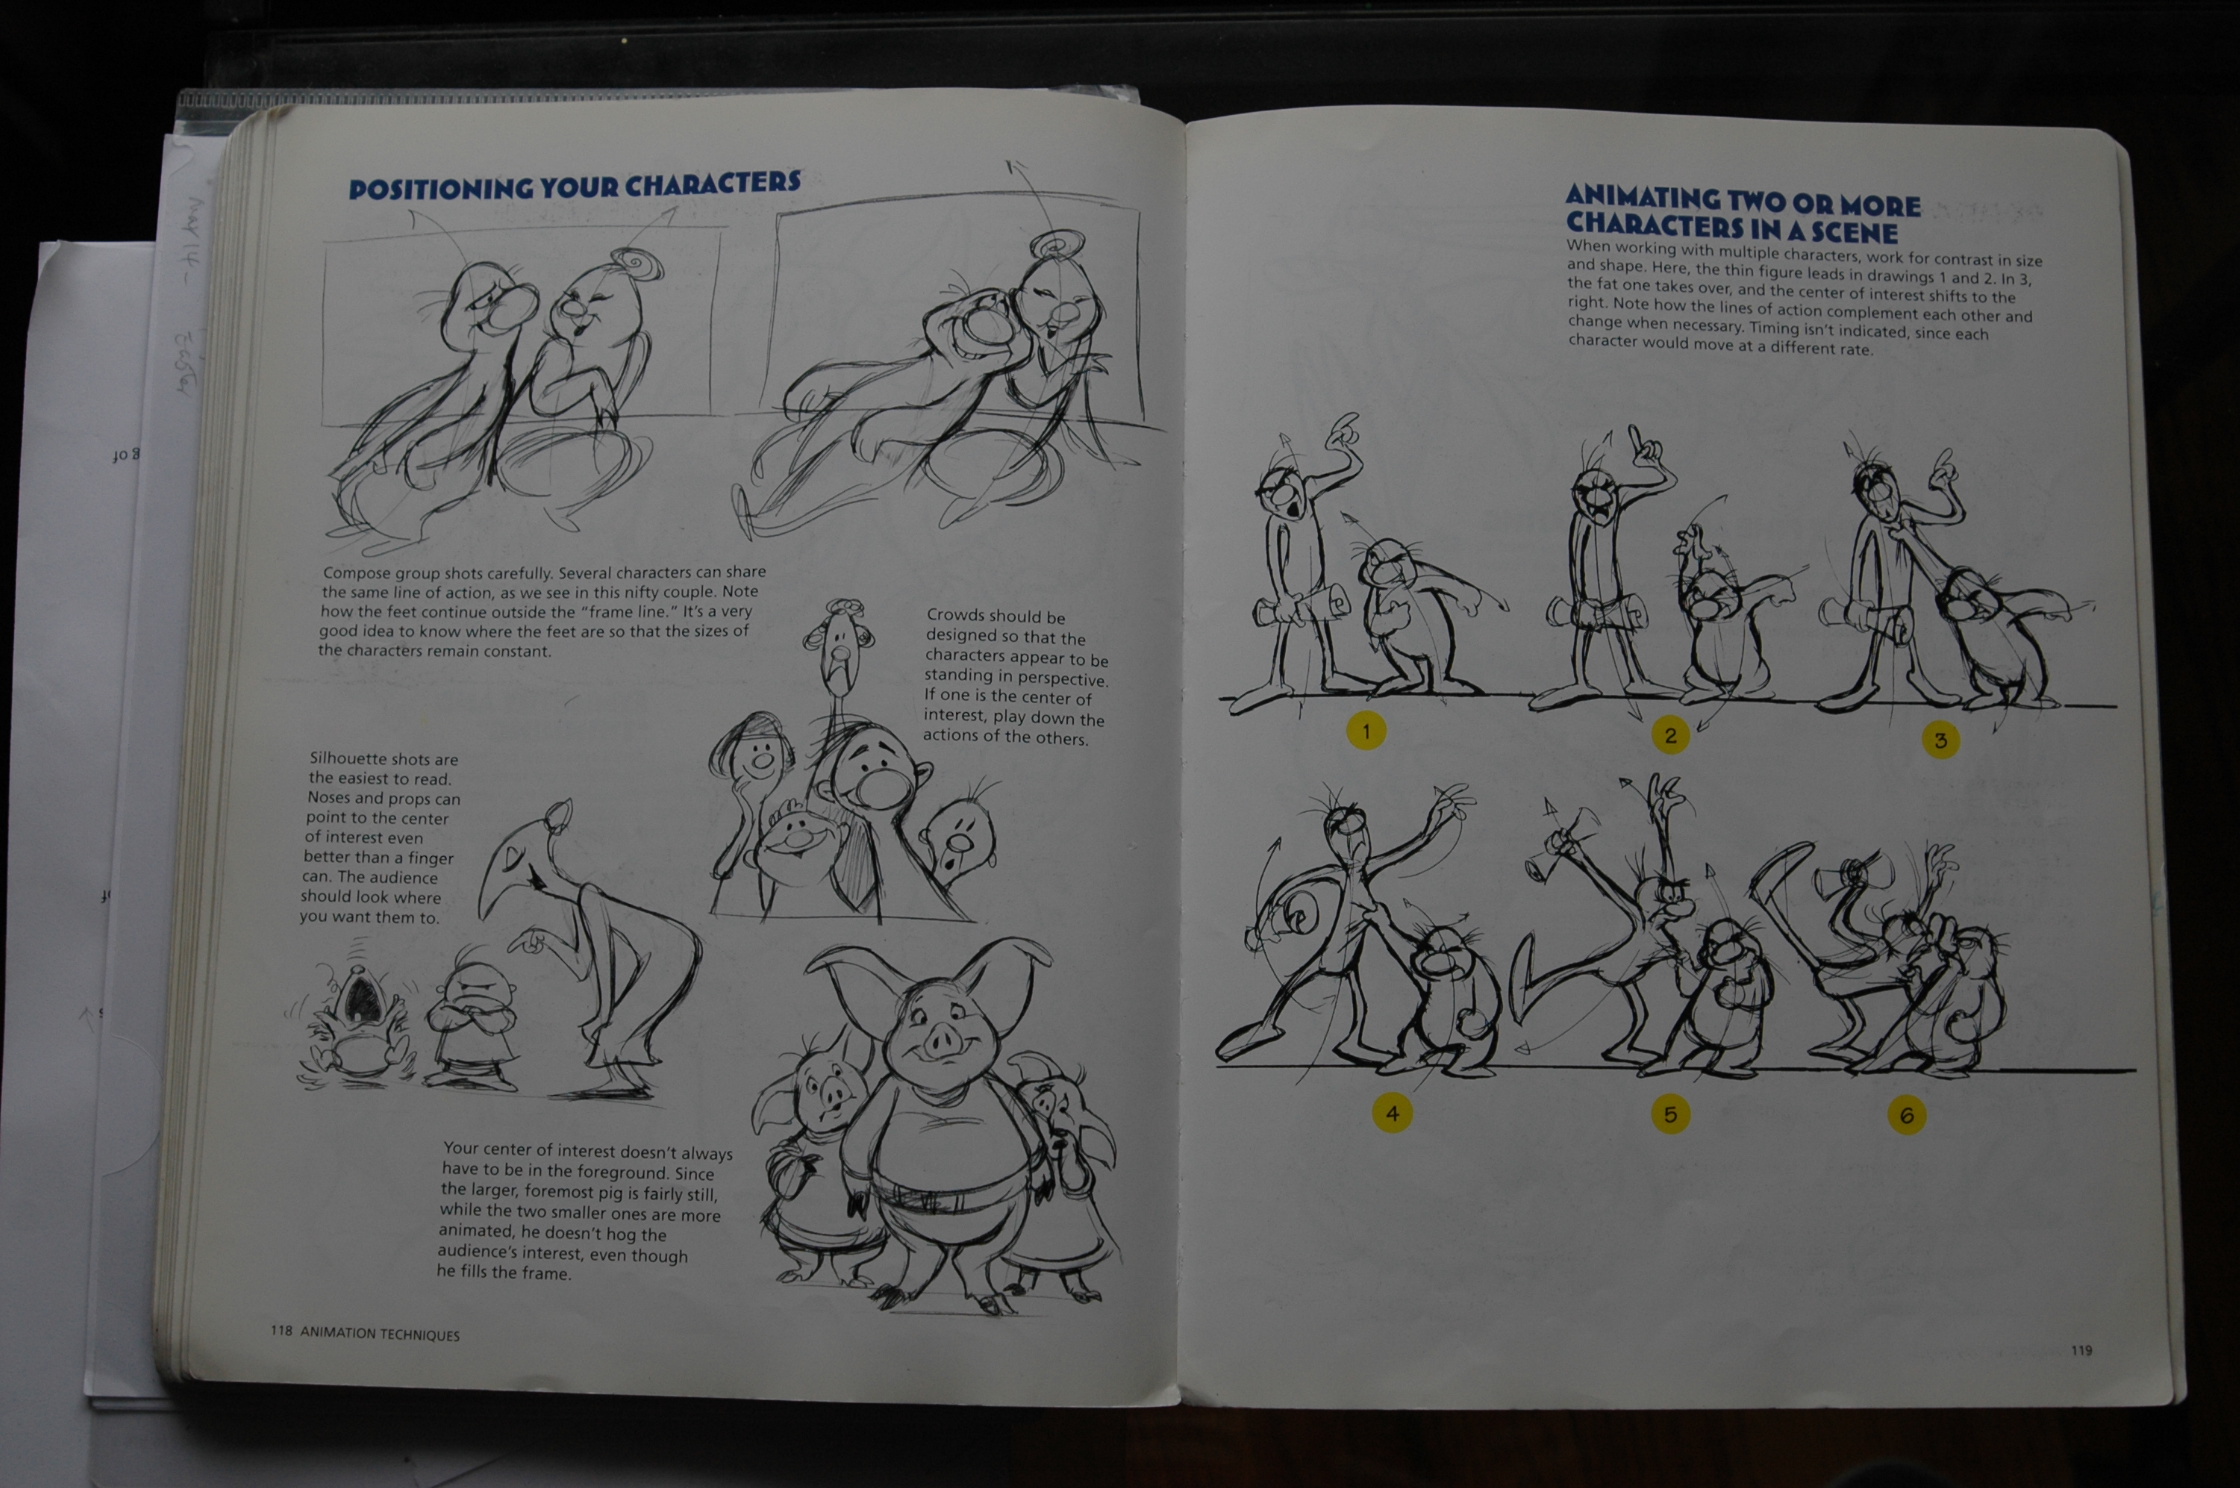 POSITIONING YOUR CHARACTERS
Compose group shots carefully. Several characters can share
the same line of action, as we see in this nifty couple. Note
how the feet continue outside the “frame line.” It’s a very
good idea to know where the feet are so that the sizes of
the characters remain constant.
Crowds should be
designed so that the
characters appear to be
standing in perspective.
If one is the center of
interest, play down the
actions of the others.
Silhouette shots are
the easiest to read.
Noses and props can
point to the center
of interest even
better than a finger
can. The audience
should look where
you want them to.
Your center of interest doesn’t always
have to be in the foreground. Since
the larger, foremost pig is fairly still,
while the two smaller ones are more
animated, he doesn’t hog the
audience’s interest, even though
he fills the frame.
118 ANIMATION TECHNIQUES
ANIMATING TWO OR MORE
CHARACTERS IN A SCENE
When working with multiple characters, work for contrast in size
and shape. Here, the thin figure leads in drawings 1 and 2. In 3,
the fat one takes over, and the center of interest shifts to the
right. Note how the lines of action complement each other and
change when necessary. Timing isn’t indicated, since each
character would move at a different rate.
1
2
3
4
5
6
119
May 14 -
g of